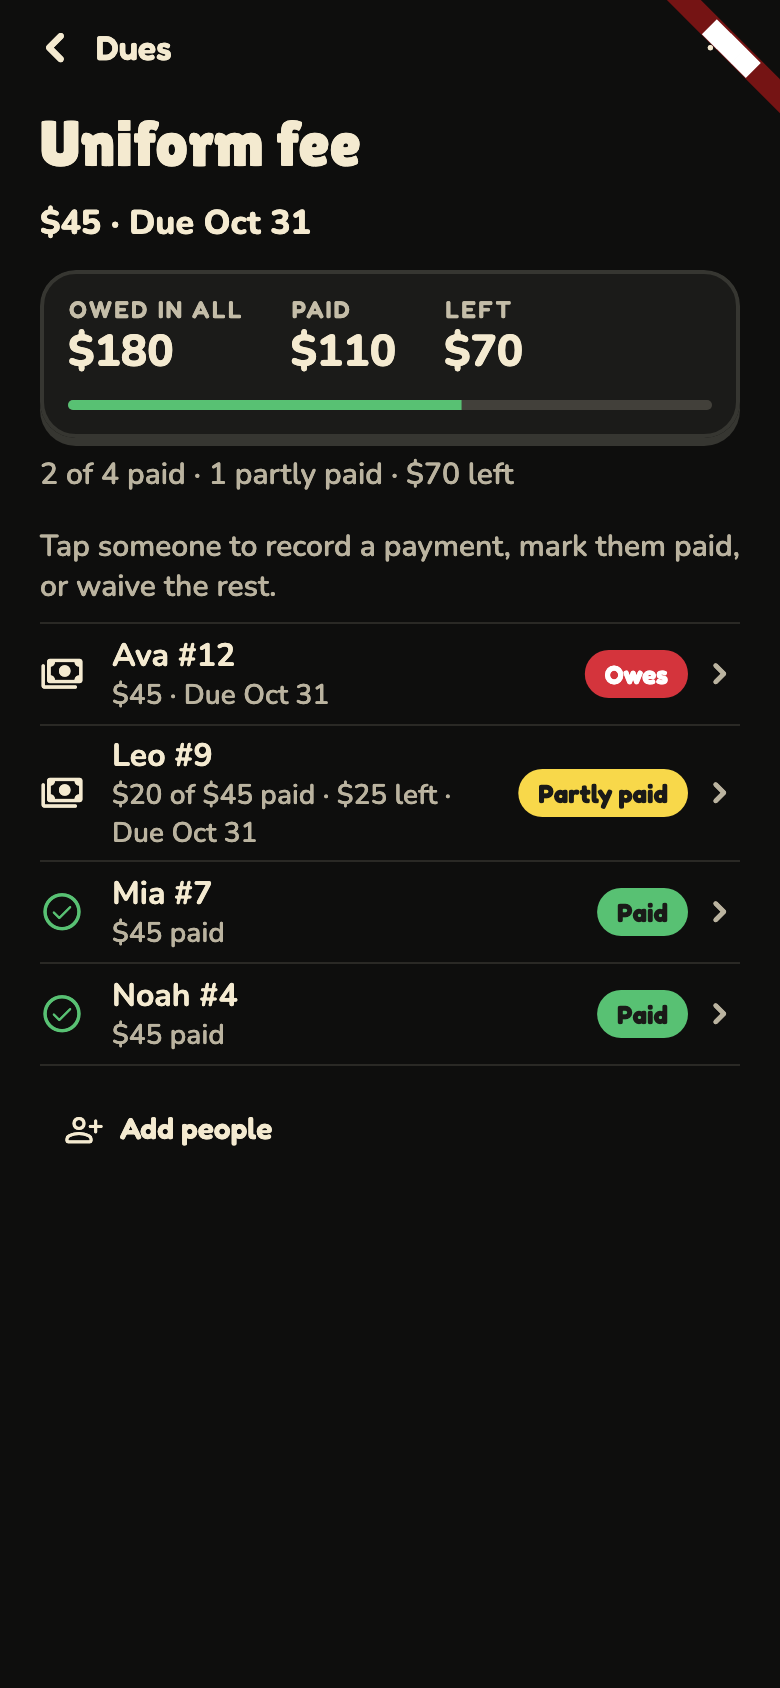 Dues
Uniform fee
$45 · Due Oct 31
OWED IN ALL PAID LEFT
$180 $110 $70
2 of 4 paid · 1 partly paid · $70 left
Tap someone to record a payment, mark them paid,
or waive the rest.
Ava #12
$45 · Due Oct 31
Owes
Leo #9
$20 of $45 paid · $25 left ·
Due Oct 31
Partly paid
Mia #7
$45 paid
Paid
Noah #4
$45 paid
Paid
Add people